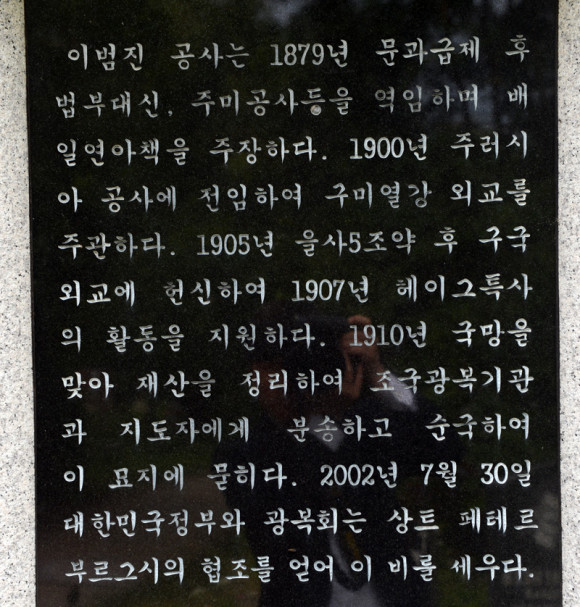 이범진 공사는 1879년 문과급제 후
법부대신, 주미공사등을 역임하며 배
일연아책을 주장하다. 1900년 주러시
아 공사에 전임하여 구미열강 외교를
주관하다. 1905년 을사5조약 후 구국
외교에 헌신하여 1907년 헤이그특사
의 활동을 지원하다. 1910년 국망을
맞아 재산을 정리하여 조국광복기관
과 지도자에게 분송하고 순국하여
이 묘지에 묻히다. 2002년 7월 30일
대한민국정부와 광복회는 상트 페테르
부르그시의 협조를 얻어 이 비를 세우다.